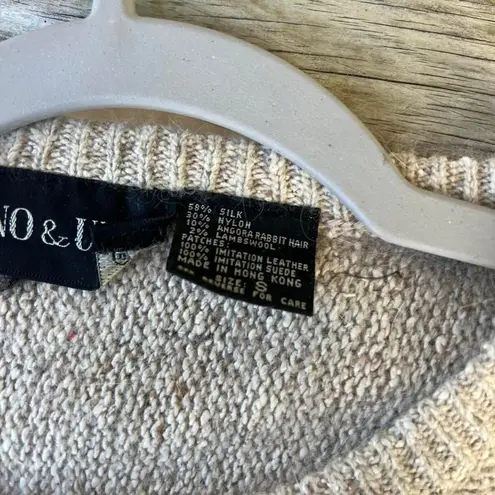 NO & U
58% SILK
30% NYLON
10% ANGORA RABBIT HAIR
2% LAMBSWOOL
PATCHES:
100% IMITATION LEATHER
100% IMITATION SUEDE
MADE IN HONG KONG
SIZE: S
FOR CARE